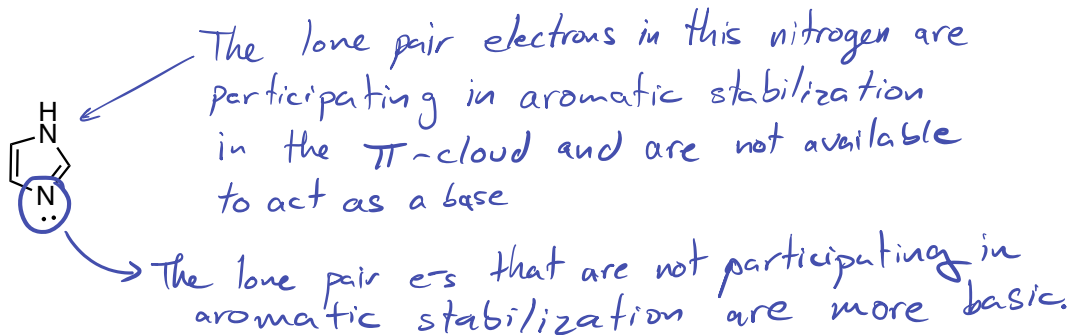 The lone pair electrons in this nitrogen are
participating in aromatic stabilization
in the π-cloud and are not available
to act as a base
H
N
N
The lone pair e-s that are not participating in
aromatic stabilization are more basic.